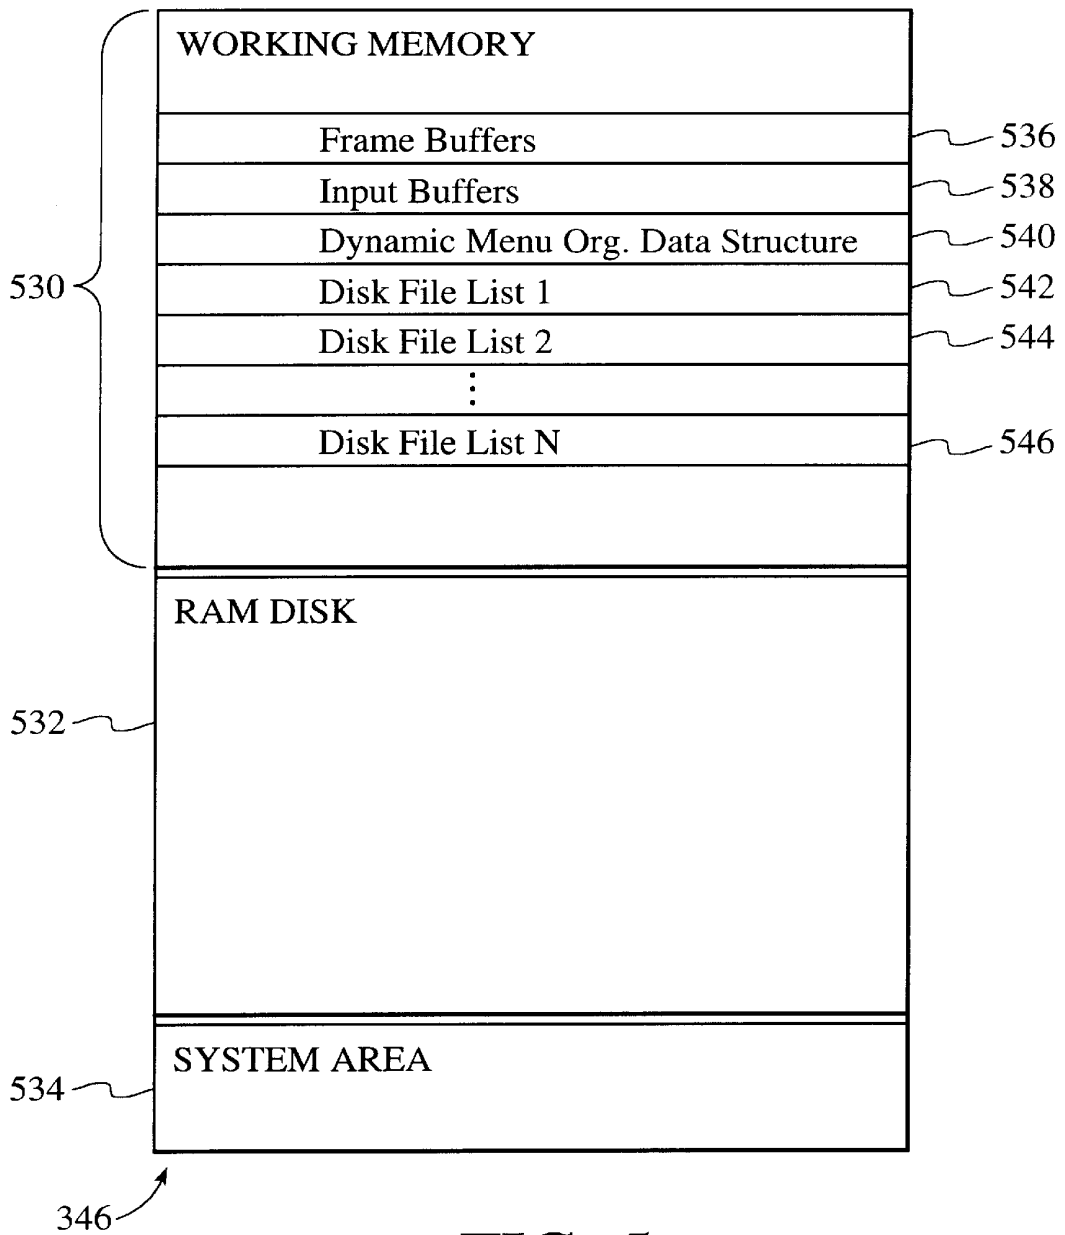 WORKING MEMORY
Frame Buffers 536
Input Buffers 538
Dynamic Menu Org. Data Structure 540
530
Disk File List 1 542
Disk File List 2 544
⋮
Disk File List N 546
RAM DISK
532
SYSTEM AREA
534
346